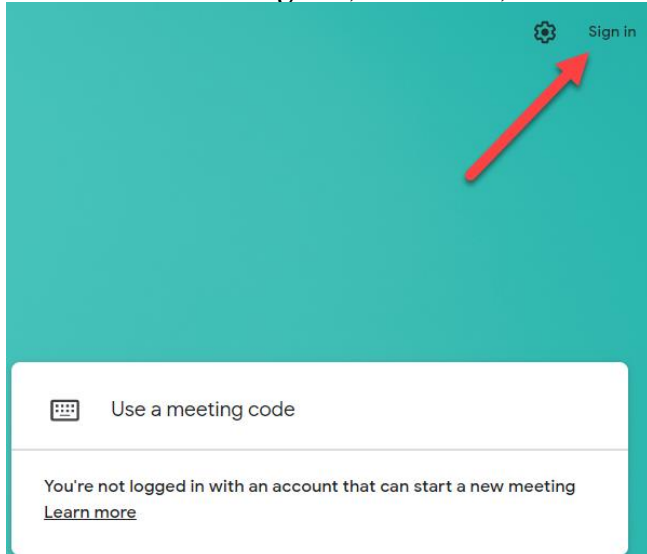 Sign in
Use a meeting code
You're not logged in with an account that can start a new meeting
Learn more